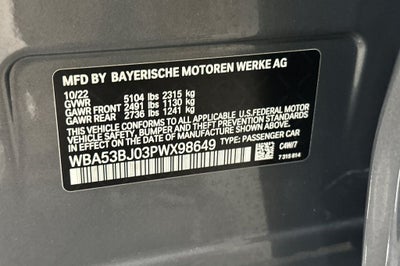 MFD BY BAYERISCHE MOTOREN WERKE AG
10/22
GVWR 5104 lbs 2315 kg
GAWR FRONT 2491 lbs 1130 kg
GAWR REAR 2736 lbs 1241 kg
THIS VEHICLE CONFORMS TO ALL APPLICABLE FEDERAL MOTOR
VEHICLE SAFETY, BUMPER, AND THEFT PREVENTION STANDARDS
IN EFFECT ON THE DATE OF MANUFACTURE SHOWN ABOVE.
WBA53BJ03PWX98649 TYPE: PASSENGER CAR
C4W/7
7 315 614